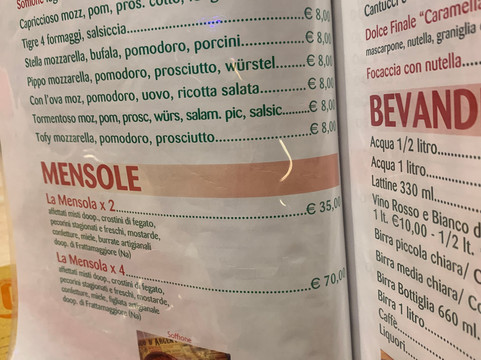 Capriccioso mozz, pom, pros. cotto,
€ 8,00
Tigre 4 formaggi, salsiccia € 8,00
Stella mozzarella, bufala, pomodoro, porcini € 8,00
Pippo mozzarella, pomodoro, prosciutto, würstel € 8,00
Con l'ova moz, pomodoro, uovo, ricotta salata € 8,00
Tormentoso moz, pom, prosc, würs, salam. pic, salsic € 8,00
Tofy mozzarella, pomodoro, prosciutto € 8,00
MENSOLE
La Mensola x 2 € 35,00
affettati misti doop., crostini di fegato,
pecorini stagionati e freschi, mostarde,
confetture, miele, burrate artigianali
doop. di Frattamaggiore (Na)
La Mensola x 4 € 70,00
affettati misti doop., crostini di fegato,
pecorini stagionati e freschi, mostarde,
confetture, miele, figliata artigianale
doop. di Frattamaggiore (Na)
Soffione
Cantucci e
Dolce Finale "Caramella
mascarpone, nutella, graniglia
Focaccia con nutella
BEVAND
Acqua 1/2 litro
Acqua 1 litro
Lattine 330 ml
Vino Rosso e Bianco d
1 lt. €10,00 - 1/2 lt.
Birra piccola chiara/ C
Birra media chiara/ Co
Birra Bottiglia 660 ml
Birra 1 litro
Caffè
Liquori